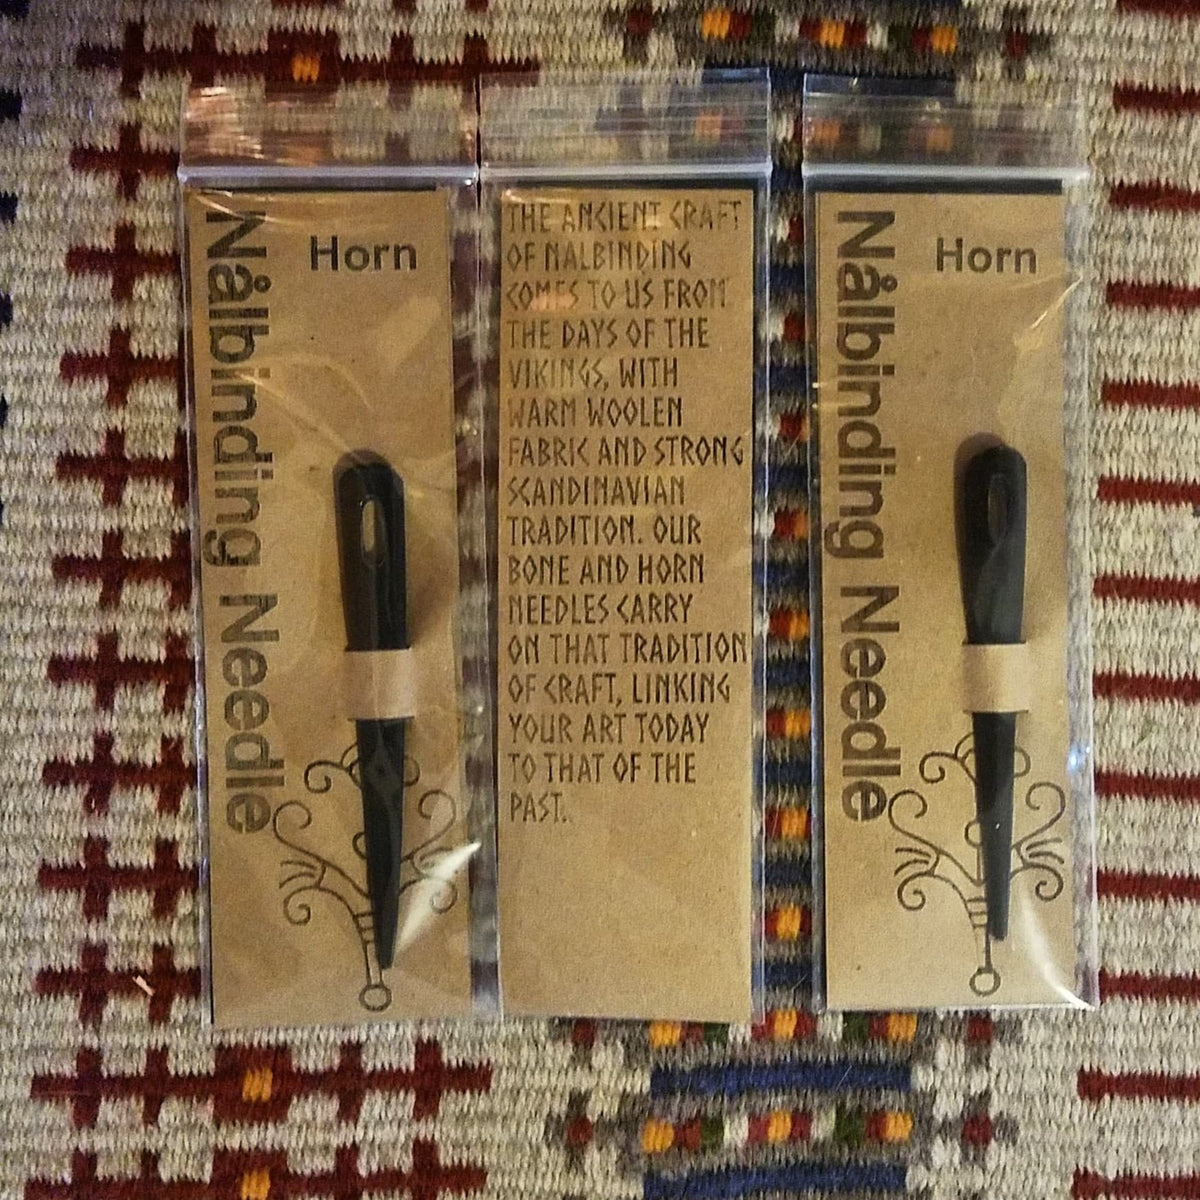 Nålbinding Needle
Horn
THE ANCIENT CRAFT
OF NALBINDING
COMES TO US FROM
THE DAYS OF THE
VIKINGS, WITH
WARM WOOLEN
FABRIC AND STRONG
SCANDINAVIAN
TRADITION. OUR
BONE AND HORN
NEEDLES CARRY
ON THAT TRADITION
OF CRAFT, LINKING
YOUR ART TODAY
TO THAT OF THE
PAST.
Nålbinding Needle
Horn